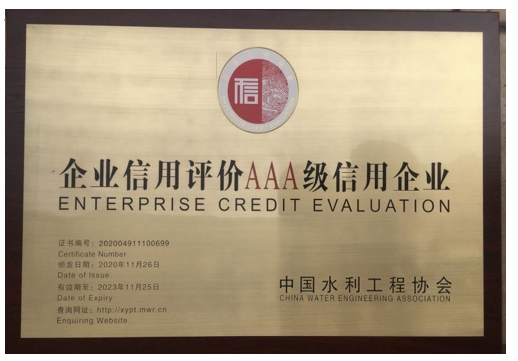 信
企业信用评价AAA级信用企业
ENTERPRISE CREDIT EVALUATION
证书编号：202004911100699
Certificate Number
颁发日期：2020年11月26日
Date of Issue
有效期至：2023年11月25日
Date of Expiry
查询网址：http://xypt.mwr.cn
Enquiring Website
中国水利工程协会
CHINA WATER ENGINEERING ASSOCIATION